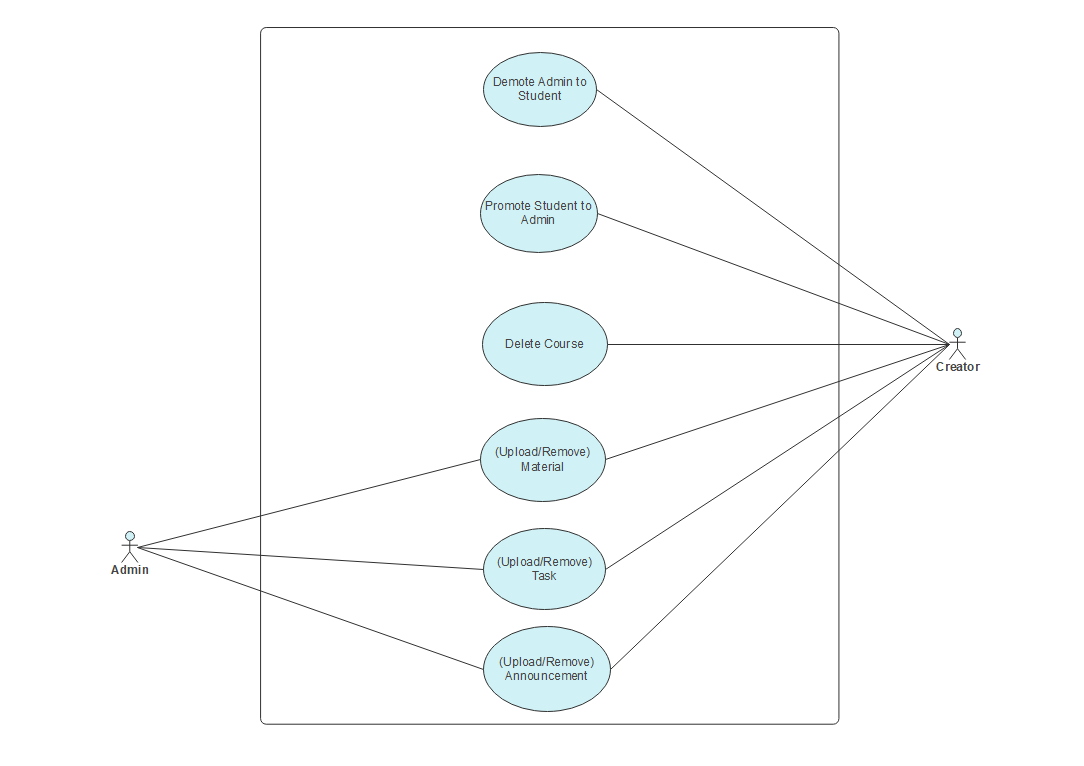 Demote Admin to
Student
Promote Student to
Admin
Delete Course
Creator
(Upload/Remove)
Material
(Upload/Remove)
Task
Admin
(Upload/Remove)
Announcement